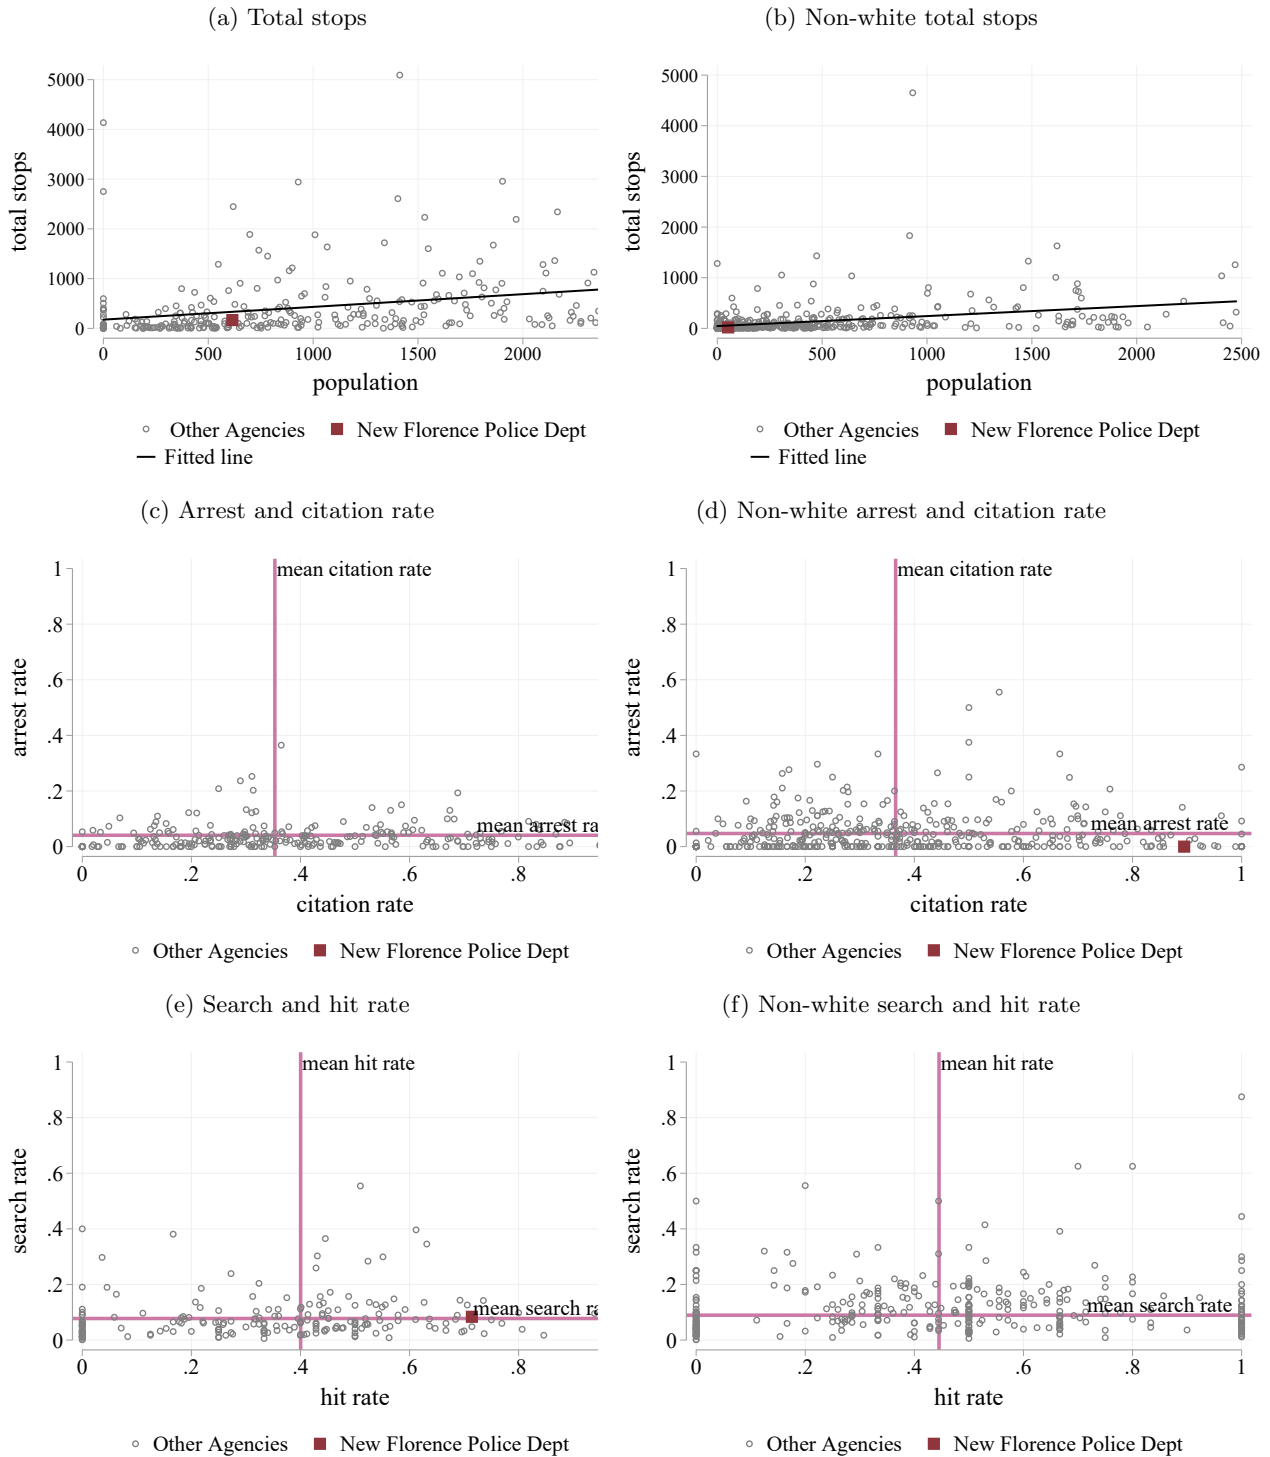 (a) Total stops
(b) Non-white total stops
total stops
5000
4000
3000
2000
1000
0
0 500 1000 1500 2000
population
Other Agencies New Florence Police Dept
Fitted line
total stops
5000
4000
3000
2000
1000
0
0 500 1000 1500 2000 2500
population
Other Agencies New Florence Police Dept
Fitted line
(c) Arrest and citation rate
(d) Non-white arrest and citation rate
arrest rate
1
.8
.6
.4
.2
0
mean citation rate
mean arrest ra
0 .2 .4 .6 .8
citation rate
Other Agencies New Florence Police Dept
arrest rate
1
.8
.6
.4
.2
0
mean citation rate
mean arrest rate
0 .2 .4 .6 .8 1
citation rate
Other Agencies New Florence Police Dept
(e) Search and hit rate
(f) Non-white search and hit rate
search rate
1
.8
.6
.4
.2
0
mean hit rate
mean search ra
0 .2 .4 .6 .8
hit rate
Other Agencies New Florence Police Dept
search rate
1
.8
.6
.4
.2
0
mean hit rate
mean search rate
0 .2 .4 .6 .8 1
hit rate
Other Agencies New Florence Police Dept